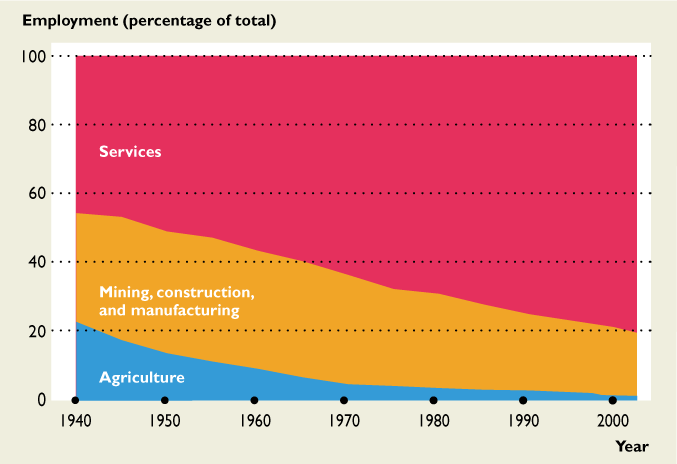 Employment (percentage of total)
100
80
Services
60
40
Mining, construction,
and manufacturing
20
Agriculture
0
1940 1950 1960 1970 1980 1990 2000
Year